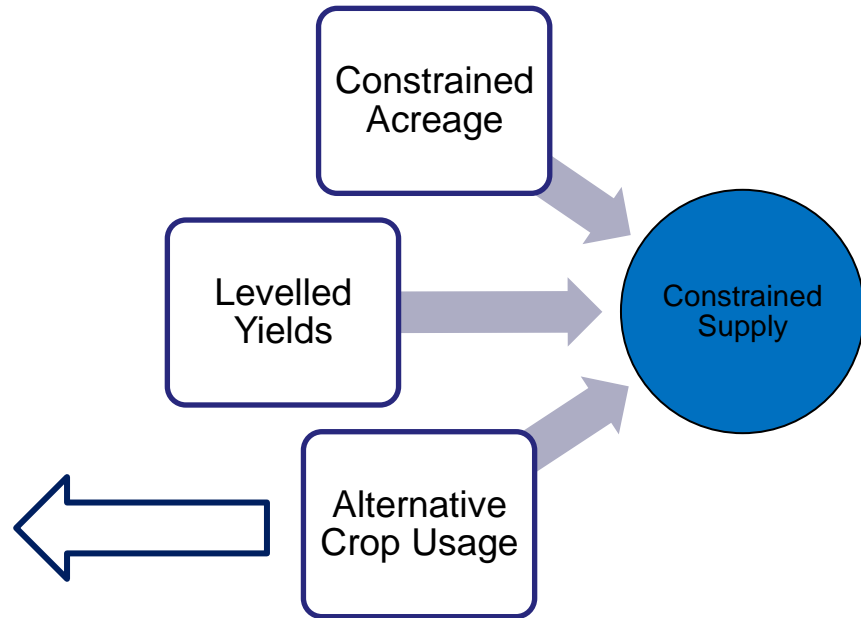 Constrained
Acreage
Levelled
Yields
Constrained
Supply
Alternative
Crop Usage